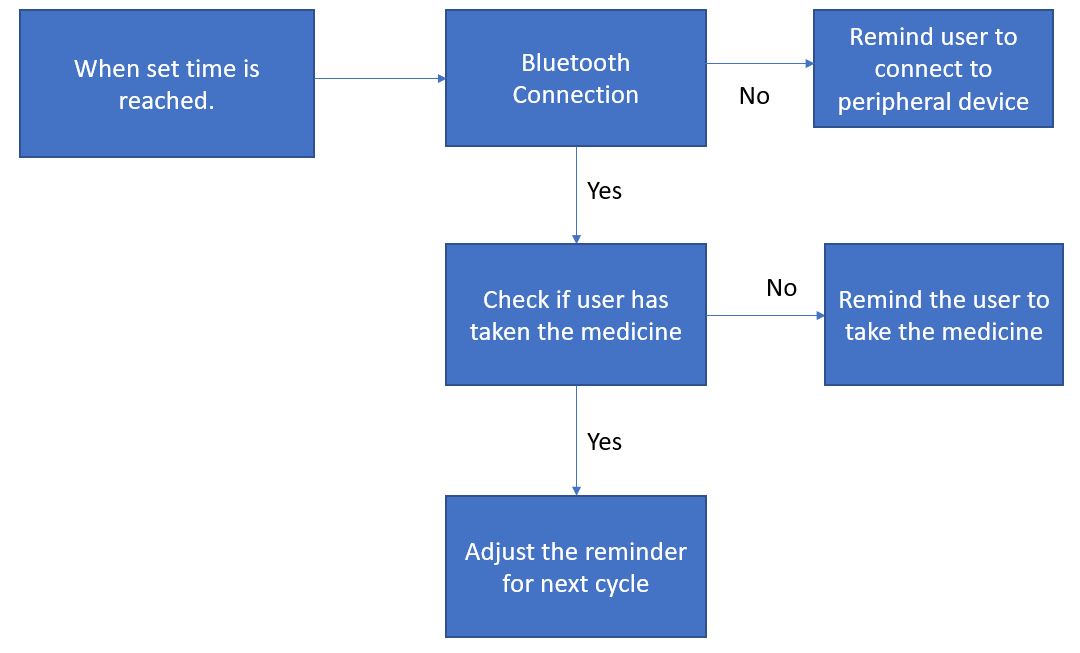 When set time is
reached.
Bluetooth
Connection
No
Remind user to
connect to
peripheral device
Yes
Check if user has
taken the medicine
No
Remind the user to
take the medicine
Yes
Adjust the reminder
for next cycle